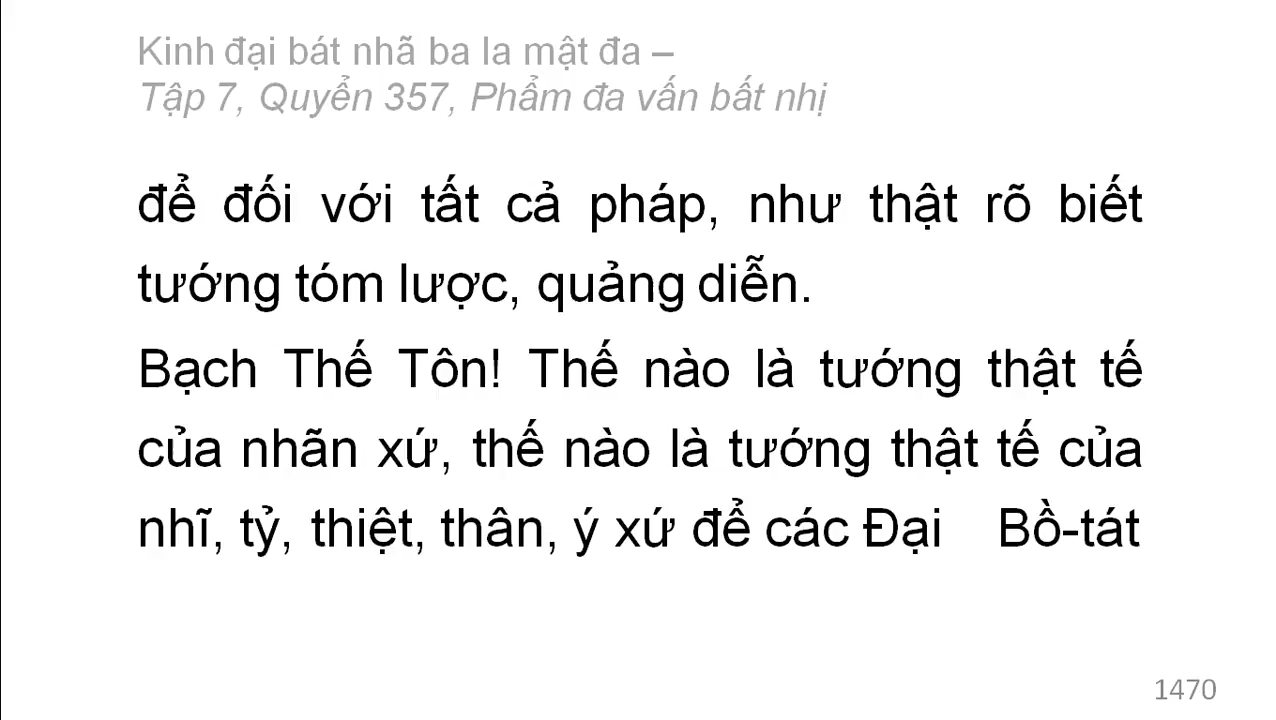 Kinh đại bát nhã ba la mật đa –
Tập 7, Quyển 357, Phẩm đa vấn bất nhị
để đối với tất cả pháp, như thật rõ biết
tướng tóm lược, quảng diễn.
Bạch Thế Tôn! Thế nào là tướng thật tế
của nhãn xứ, thế nào là tướng thật tế của
nhĩ, tỷ, thiệt, thân, ý xứ để các Đại Bồ-tát
1470